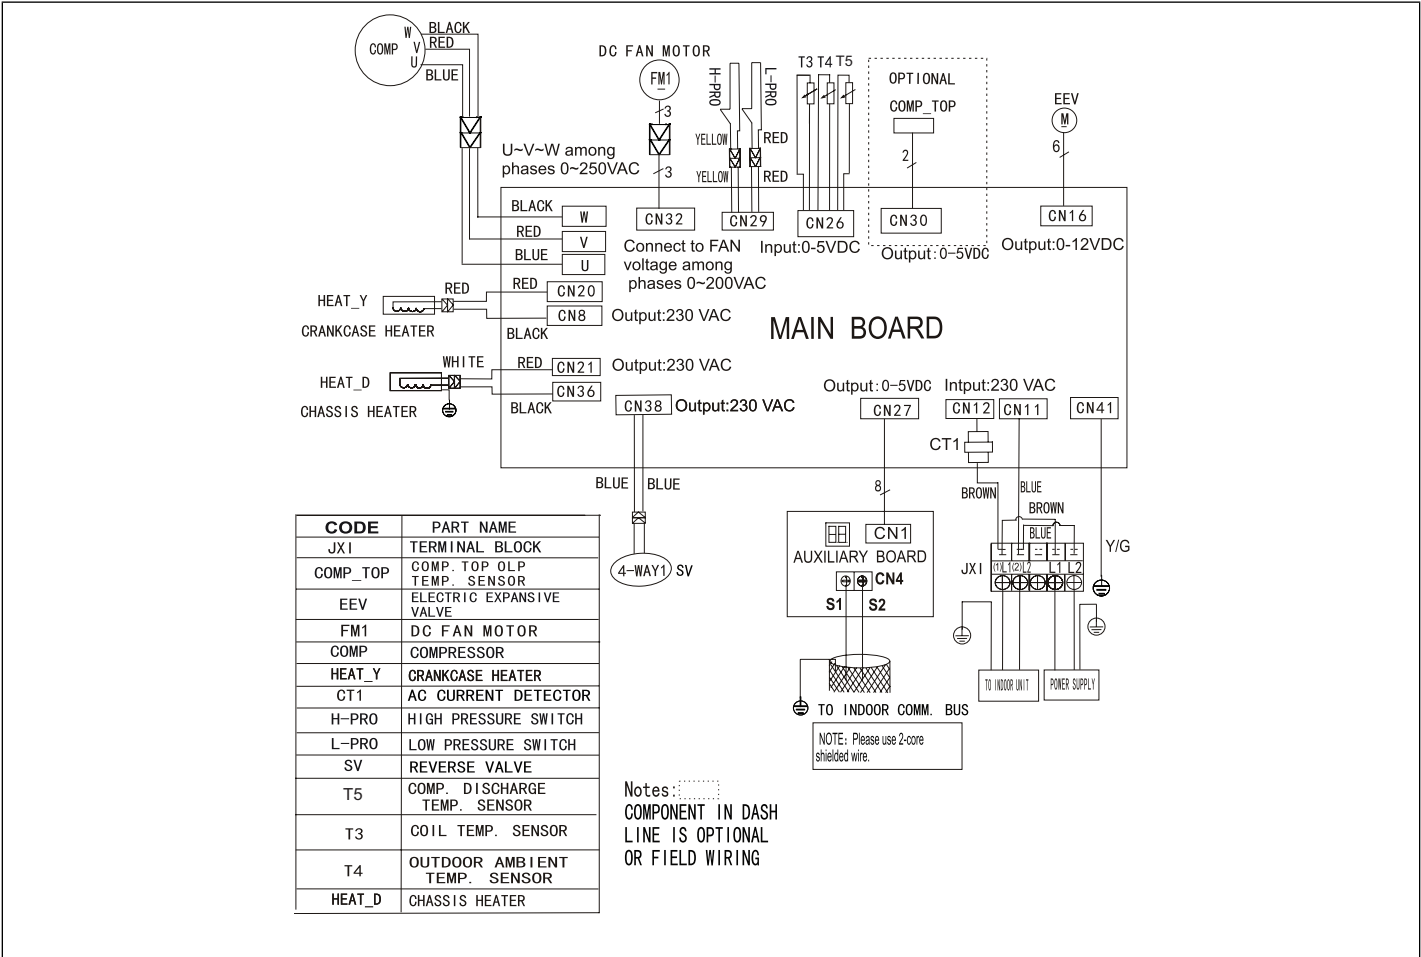 COMP
W
V
U
BLACK
RED
BLUE
DC FAN MOTOR
FM1
3
3
H-PRO
L-PRO
YELLOW
RED
YELLOW
RED
T3 T4 T5
OPTIONAL
COMP_TOP
2
EEV
M
6
U~V~W among
phases 0~250VAC
BLACK
W
RED
V
BLUE
U
CN32
Connect to FAN
voltage among
phases 0~200VAC
CN29
CN26
Input:0-5VDC
CN30
Output:0-5VDC
CN16
Output:0-12VDC
HEAT_Y
RED
RED
CN20
CN8
Output:230 VAC
BLACK
CRANKCASE HEATER
MAIN BOARD
WHITE
RED
CN21
Output:230 VAC
HEAT_D
CN36
BLACK
CHASSIS HEATER
CN38
Output:230 VAC
Output:0-5VDC
CN27
Intput:230 VAC
CN12
CN11
CN41
CT1
BLUE
BLUE
8
BROWN
BLUE
BROWN
BLUE
Y/G
4-WAY1
SV
CN1
AUXILIARY BOARD
CN4
S1
S2
JXI
(1)L1(2)L2
L1
L2
TO INDOOR UNIT
POWER SUPPLY
TO INDOOR COMM. BUS
NOTE: Please use 2-core
shielded wire.
CODE PART NAME
JXI TERMINAL BLOCK
COMP_TOP COMP.TOP OLP
TEMP. SENSOR
EEV ELECTRIC EXPANSIVE
VALVE
FM1 DC FAN MOTOR
COMP COMPRESSOR
HEAT_Y CRANKCASE HEATER
CT1 AC CURRENT DETECTOR
H-PRO HIGH PRESSURE SWITCH
L-PRO LOW PRESSURE SWITCH
SV REVERSE VALVE
T5 COMP. DISCHARGE
TEMP. SENSOR
T3 COIL TEMP. SENSOR
T4 OUTDOOR AMBIENT
TEMP. SENSOR
HEAT_D CHASSIS HEATER
Notes:
COMPONENT IN DASH
LINE IS OPTIONAL
OR FIELD WIRING